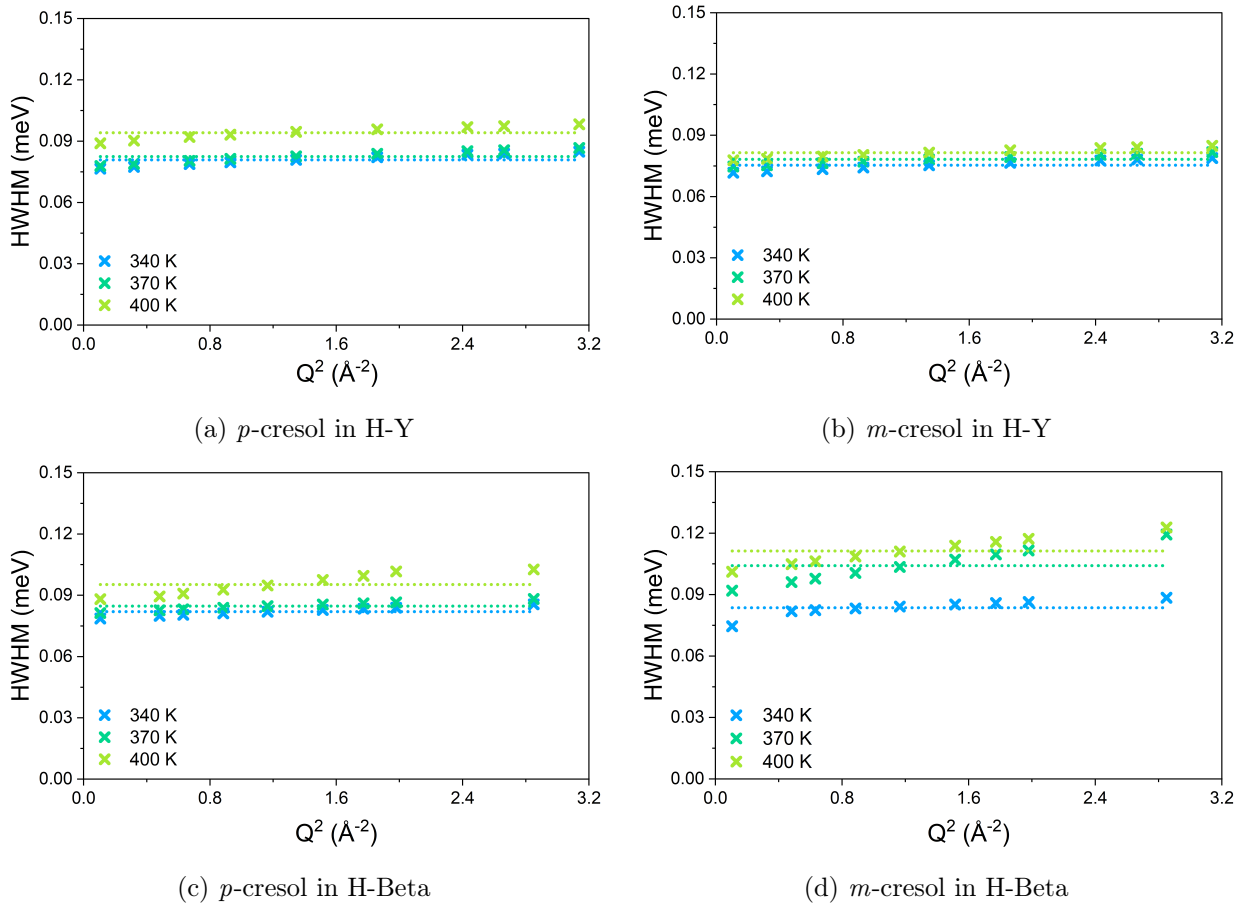 0.15
0.12
0.09
0.06
0.03
0.00
HWHM (meV)
340 K
370 K
400 K
0.0 0.8 1.6 2.4 3.2
Q² (Å⁻²)
(a) p-cresol in H-Y
0.15
0.12
0.09
0.06
0.03
0.00
HWHM (meV)
340 K
370 K
400 K
0.0 0.8 1.6 2.4 3.2
Q² (Å⁻²)
(b) m-cresol in H-Y
0.15
0.12
0.09
0.06
0.03
0.00
HWHM (meV)
340 K
370 K
400 K
0.0 0.8 1.6 2.4 3.2
Q² (Å⁻²)
(c) p-cresol in H-Beta
0.15
0.12
0.09
0.06
0.03
0.00
HWHM (meV)
340 K
370 K
400 K
0.0 0.8 1.6 2.4 3.2
Q² (Å⁻²)
(d) m-cresol in H-Beta